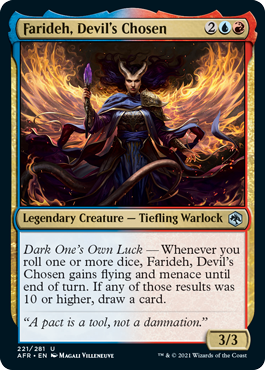 Farideh, Devil's Chosen 2
Legendary Creature — Tiefling Warlock
Dark One's Own Luck — Whenever you
roll one or more dice, Farideh, Devil's
Chosen gains flying and menace until
end of turn. If any of those results was
10 or higher, draw a card.
“A pact is a tool, not a damnation.”
3/3
221/281 U
AFR • EN MAGALI VILLENEUVE
™ & © 2021 Wizards of the Coast